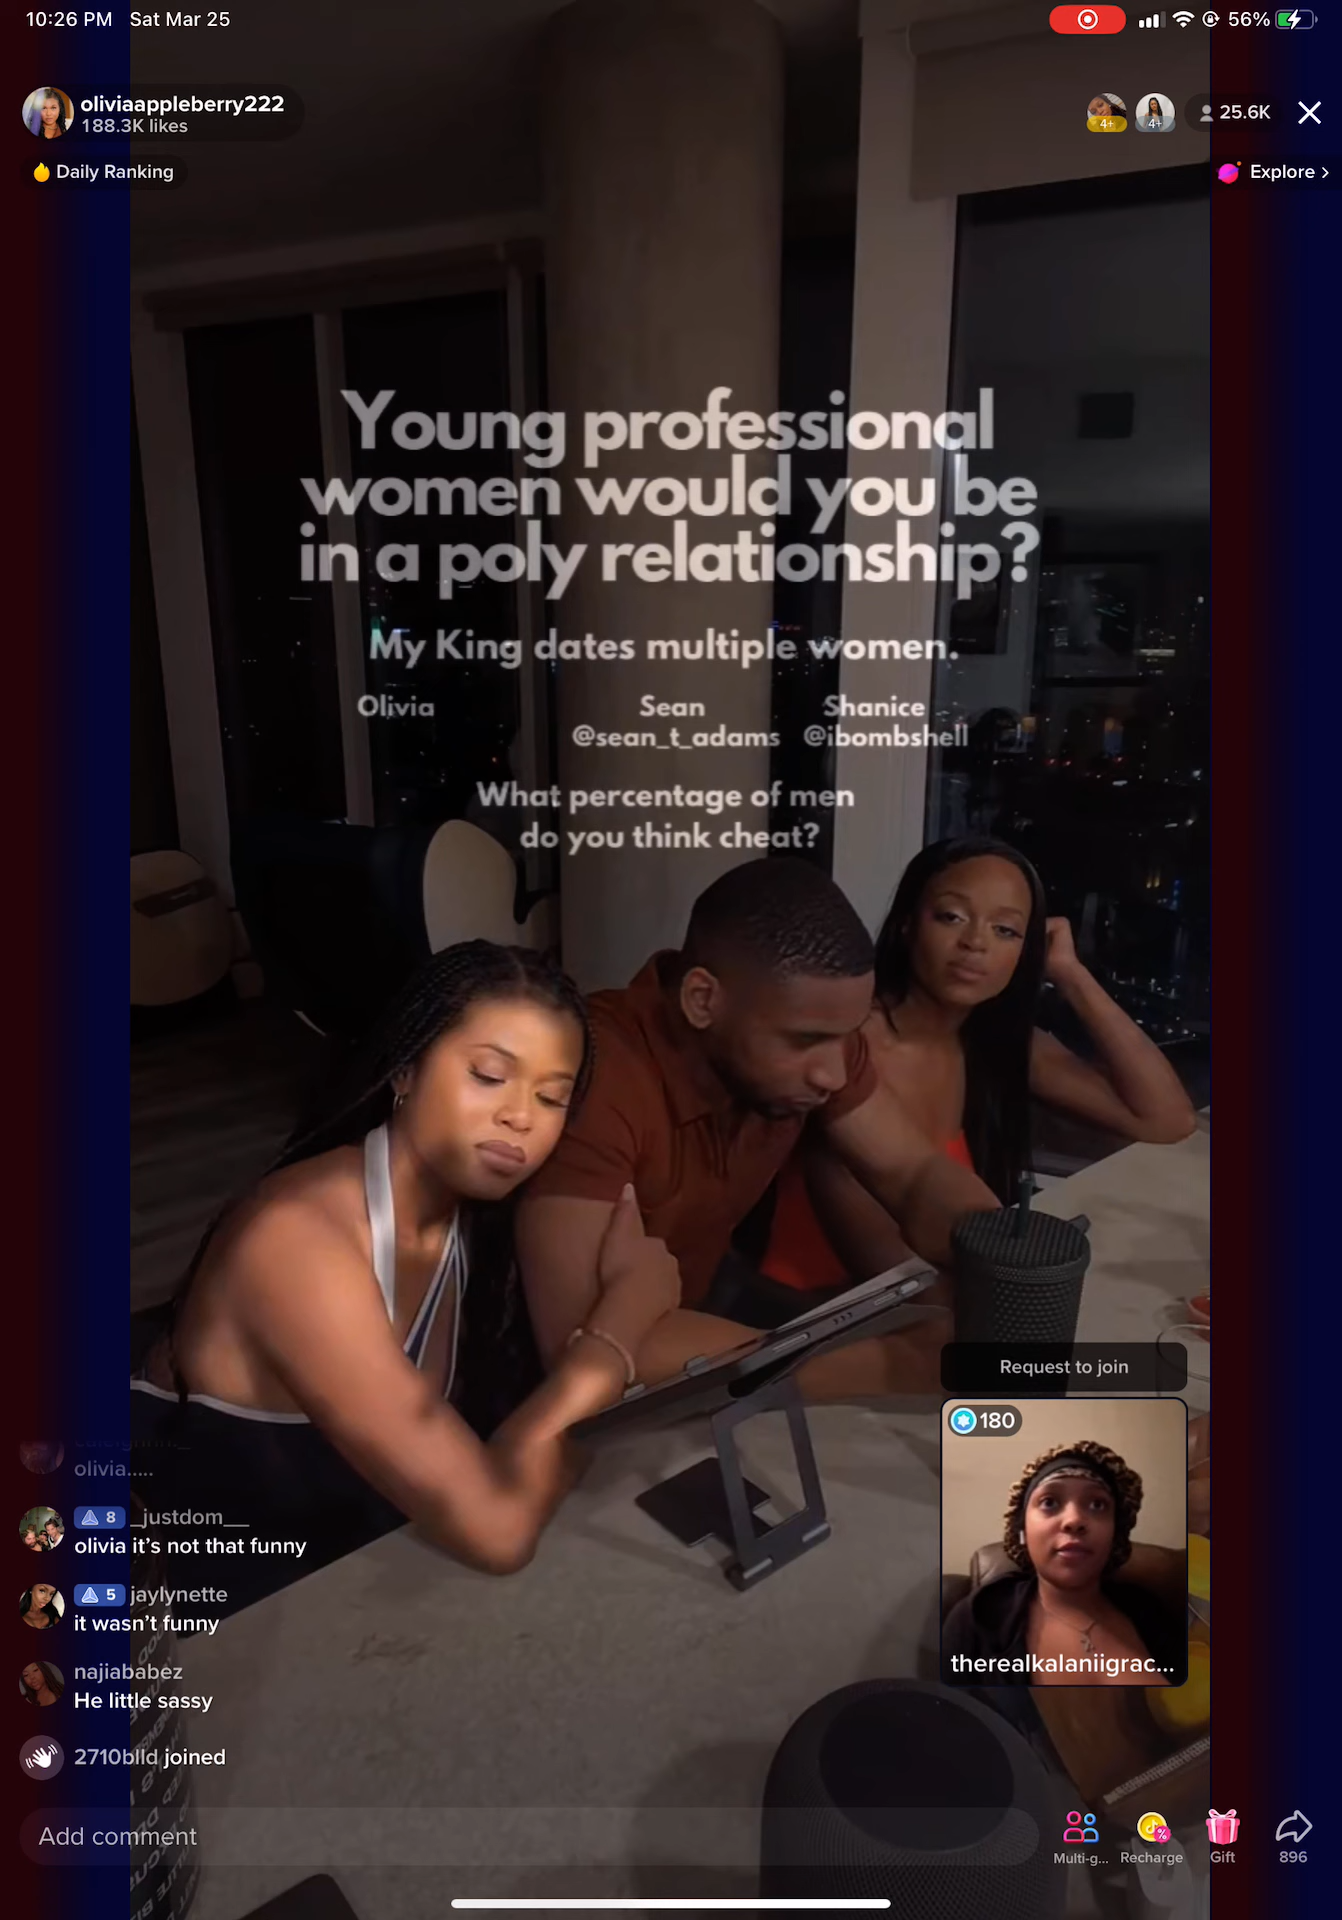 10:26 PM Sat Mar 25
56%
oliviaappleberry222
188.3K likes
4+
4+
25.6K
Daily Ranking
Explore >
Young professional
women would you be
in a poly relationship?
My King dates multiple women.
Olivia Sean Shanice
@sean_t_adams @ibombshell
What percentage of men
do you think cheat?
Request to join
180
therealkalaniigrac...
olivia.....
8 _justdom__
olivia it's not that funny
5 jaylynette
it wasn't funny
najiababez
He little sassy
2710blld joined
Add comment
Multi-g...
Recharge
Gift
896